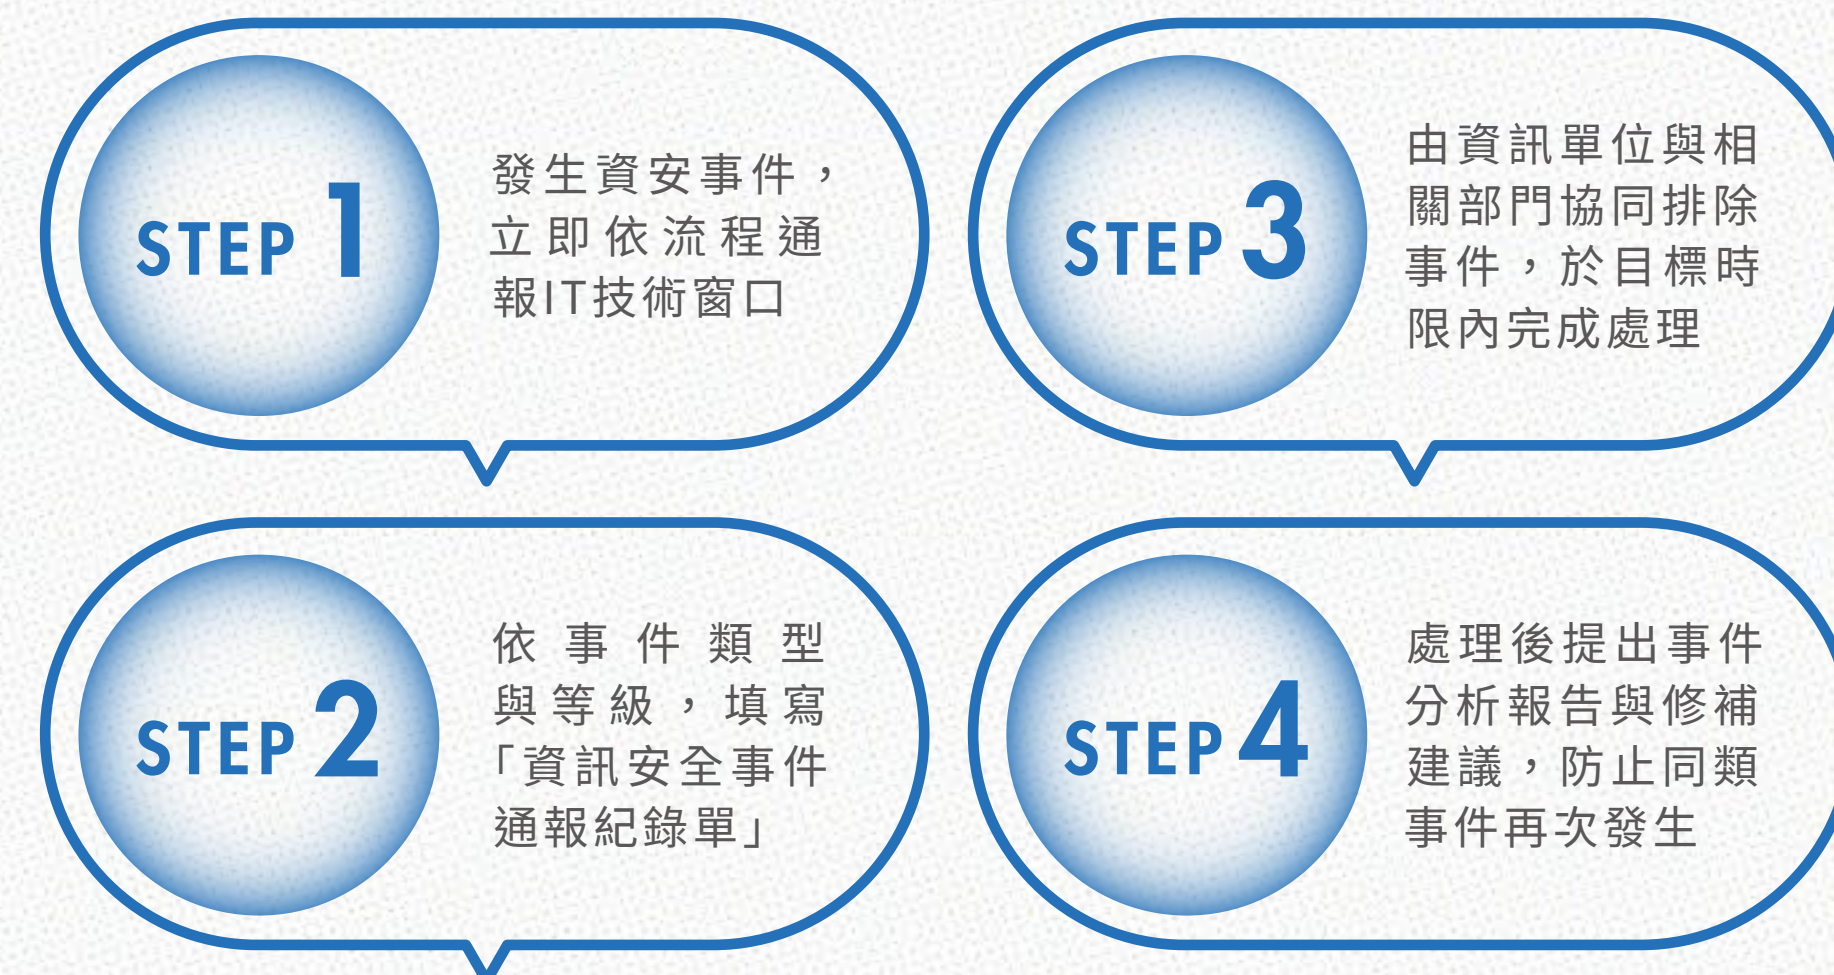 STEP 1
發生資安事件，
立即依流程通
報IT技術窗口
STEP 2
依事件類型
與等級，填寫
「資訊安全事件
通報紀錄單」
STEP 3
由資訊單位與相
關部門協同排除
事件，於目標時
限內完成處理
STEP 4
處理後提出事件
分析報告與修補
建議，防止同類
事件再次發生